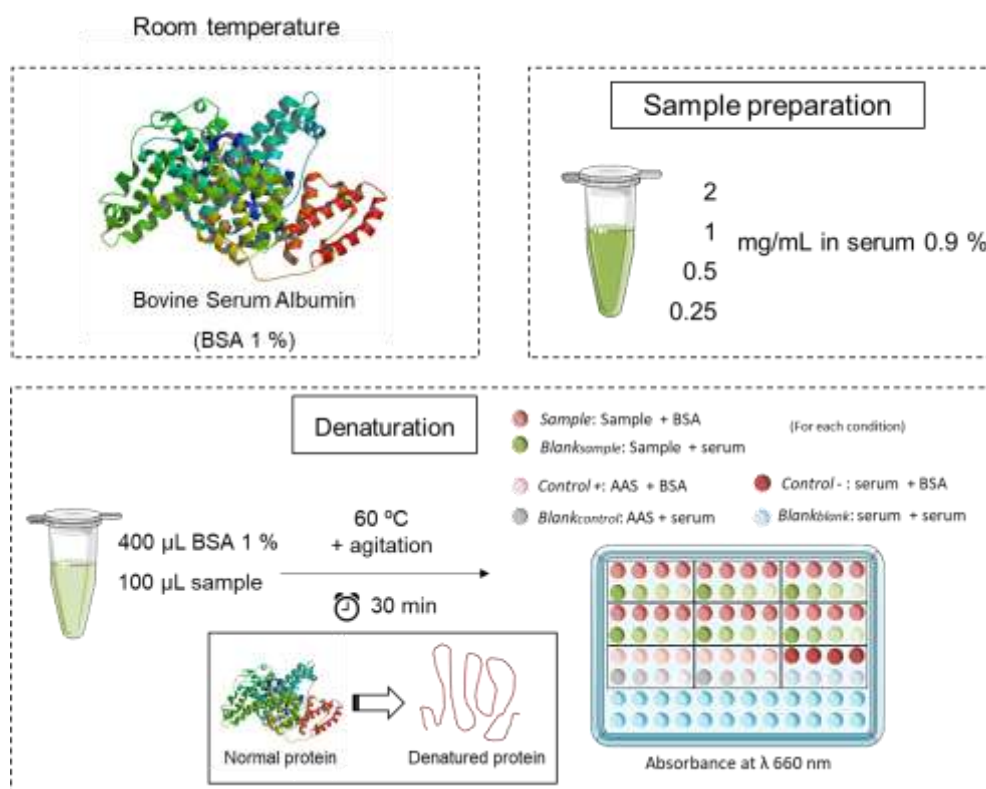 Room temperature
Bovine Serum Albumin
(BSA 1 %)
Sample preparation
2
1
0.5
0.25
mg/mL in serum 0.9 %
Denaturation
400 µL BSA 1 %
100 µL sample
60 ºC
+ agitation
30 min
Normal protein
Denatured protein
Sample: Sample + BSA
(For each condition)
Blanksample: Sample + serum
Control +: AAS + BSA
Control - : serum + BSA
Blankcontrol: AAS + serum
Blankblank: serum + serum
Absorbance at λ 660 nm